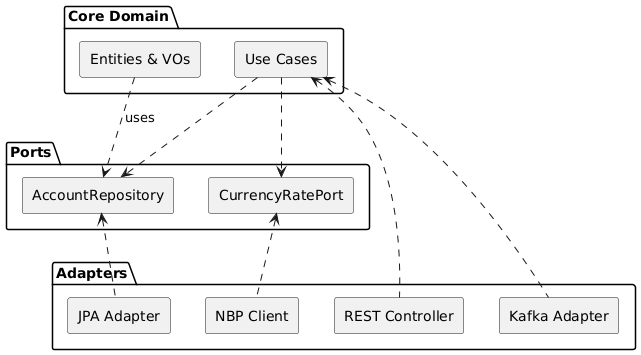 Core Domain
Entities & VOs
Use Cases
uses
Ports
AccountRepository
CurrencyRatePort
Adapters
JPA Adapter
NBP Client
REST Controller
Kafka Adapter